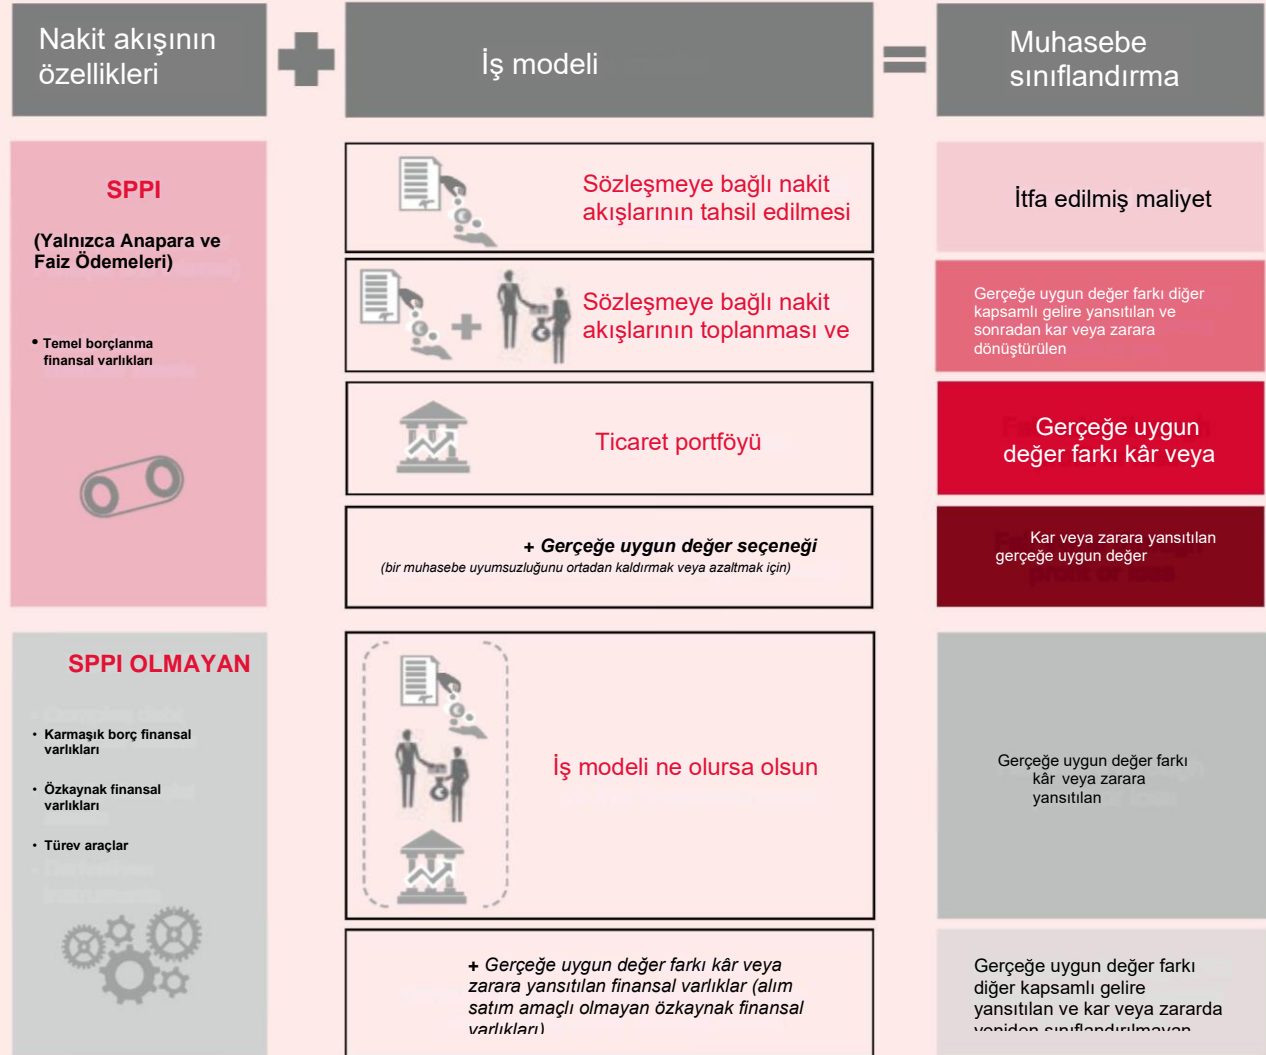 Nakit akışının
özellikleri
İş modeli
Muhasebe
sınıflandırma
SPPI
(Yalnızca Anapara ve
Faiz Ödemeleri)
• Temel borçlanma
finansal varlıkları
Sözleşmeye bağlı nakit
akışlarının tahsil edilmesi
İtfa edilmiş maliyet
Sözleşmeye bağlı nakit
akışlarının toplanması ve
Gerçeğe uygun değer farkı diğer
kapsamlı gelire yansıtılan ve
sonradan kar veya zarara
dönüştürülen
Ticaret portföyü
Gerçeğe uygun
değer farkı kâr veya
+ Gerçeğe uygun değer seçeneği
(bir muhasebe uyumsuzluğunu ortadan kaldırmak veya azaltmak için)
Kar veya zarara yansıtılan
gerçeğe uygun değer
profit or loss
SPPI OLMAYAN
• Karmaşık borç finansal
varlıkları
• Özkaynak finansal
varlıkları
• Türev araçlar
İş modeli ne olursa olsun
Gerçeğe uygun değer farkı
kâr veya zarara
yansıtılan
+ Gerçeğe uygun değer farkı kâr veya
zarara yansıtılan finansal varlıklar (alım
satım amaçlı olmayan özkaynak finansal
varlıkları)
Gerçeğe uygun değer farkı
diğer kapsamlı gelire
yansıtılan ve kar veya zararda
yeniden sınıflandırılmayan